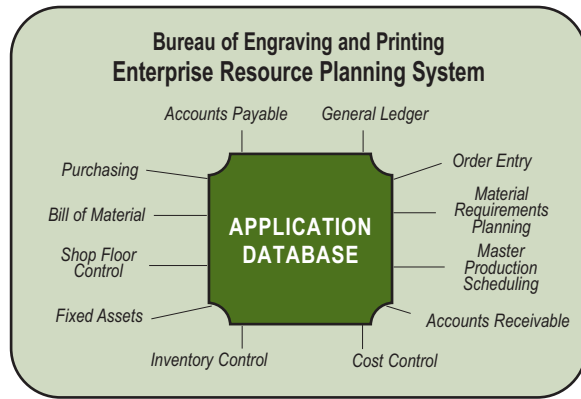 Bureau of Engraving and Printing
Enterprise Resource Planning System
Accounts Payable
General Ledger
Purchasing
Order Entry
Bill of Material
Material
Requirements
Planning
APPLICATION
DATABASE
Shop Floor
Control
Master
Production
Scheduling
Fixed Assets
Accounts Receivable
Inventory Control
Cost Control